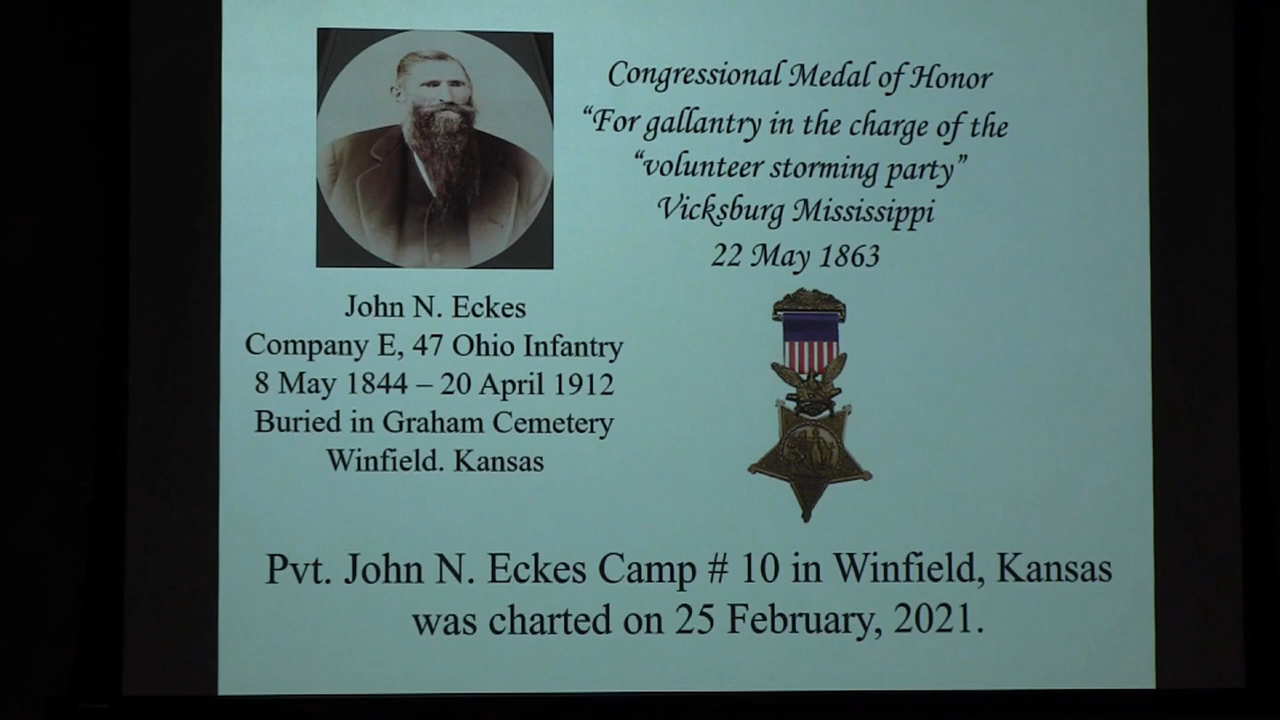 Congressional Medal of Honor
“For gallantry in the charge of the
“volunteer storming party”
Vicksburg Mississippi
22 May 1863
John N. Eckes
Company E, 47 Ohio Infantry
8 May 1844 – 20 April 1912
Buried in Graham Cemetery
Winfield. Kansas
Pvt. John N. Eckes Camp # 10 in Winfield, Kansas
was charted on 25 February, 2021.